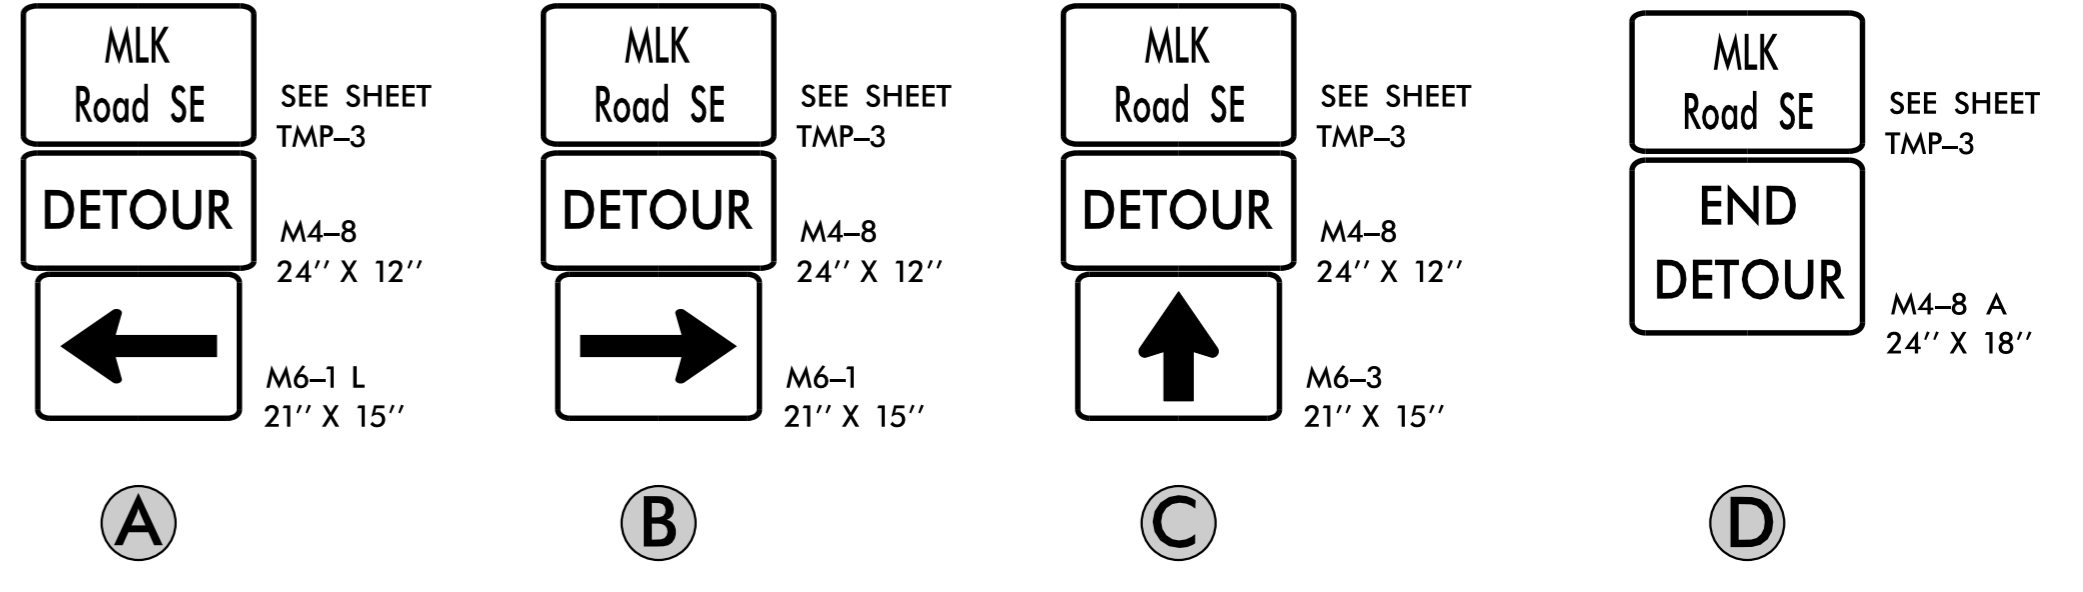 MLK
Road SE
SEE SHEET
TMP–3
DETOUR
M4–8
24’’ X 12’’
M6–1 L
21’’ X 15’’
A
MLK
Road SE
SEE SHEET
TMP–3
DETOUR
M4–8
24’’ X 12’’
M6–1
21’’ X 15’’
B
MLK
Road SE
SEE SHEET
TMP–3
DETOUR
M4–8
24’’ X 12’’
M6–3
21’’ X 15’’
C
MLK
Road SE
SEE SHEET
TMP–3
END
DETOUR
M4–8 A
24’’ X 18’’
D